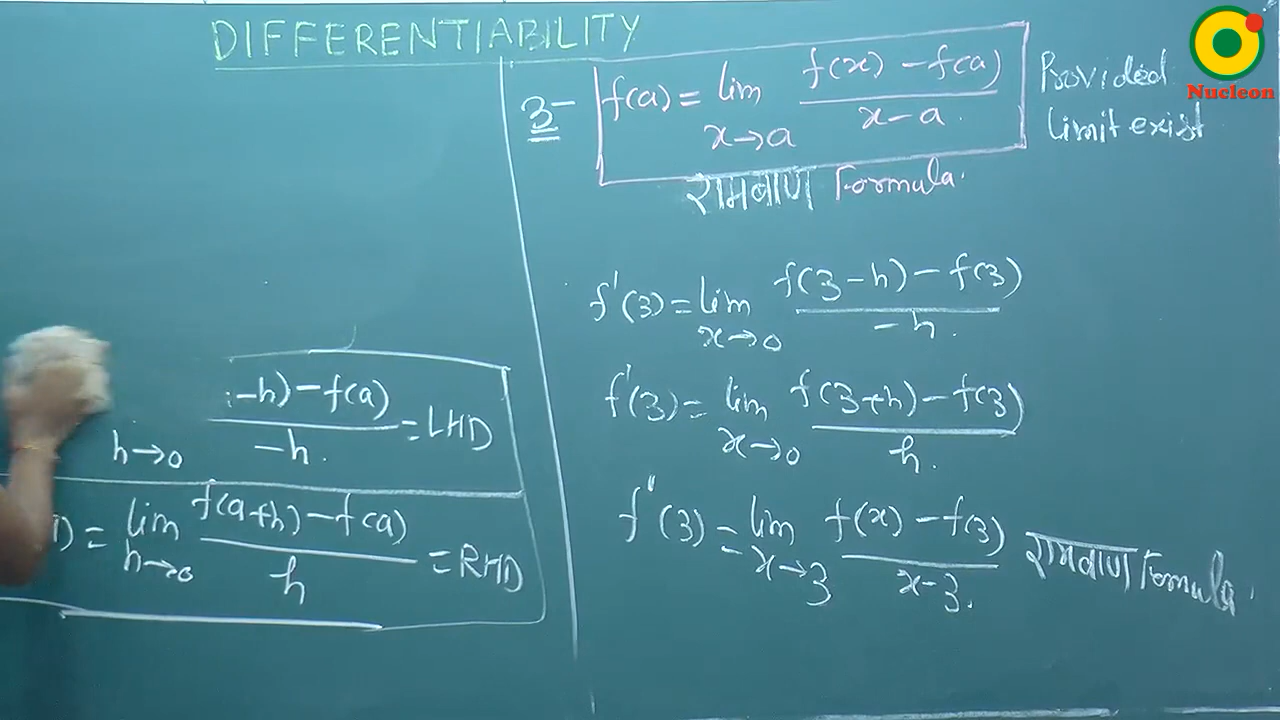 DIFFERENTIABILITY
Nucleon
3- f(a) = lim x→a f(x) - f(a) / x - a. Provided limit exist
रामबाण Formula.
f'(3) = lim x→0 f(3-h) - f(3) / -h.
f'(3) = lim x→0 f(3+h) - f(3) / h.
f''(3) = lim x→3 f(x) - f(3) / x-3. रामबाण Formula.
h→0 -h) - f(a) / -h. = LHD
) = lim h→0 f(a+h) - f(a) / h = RHD